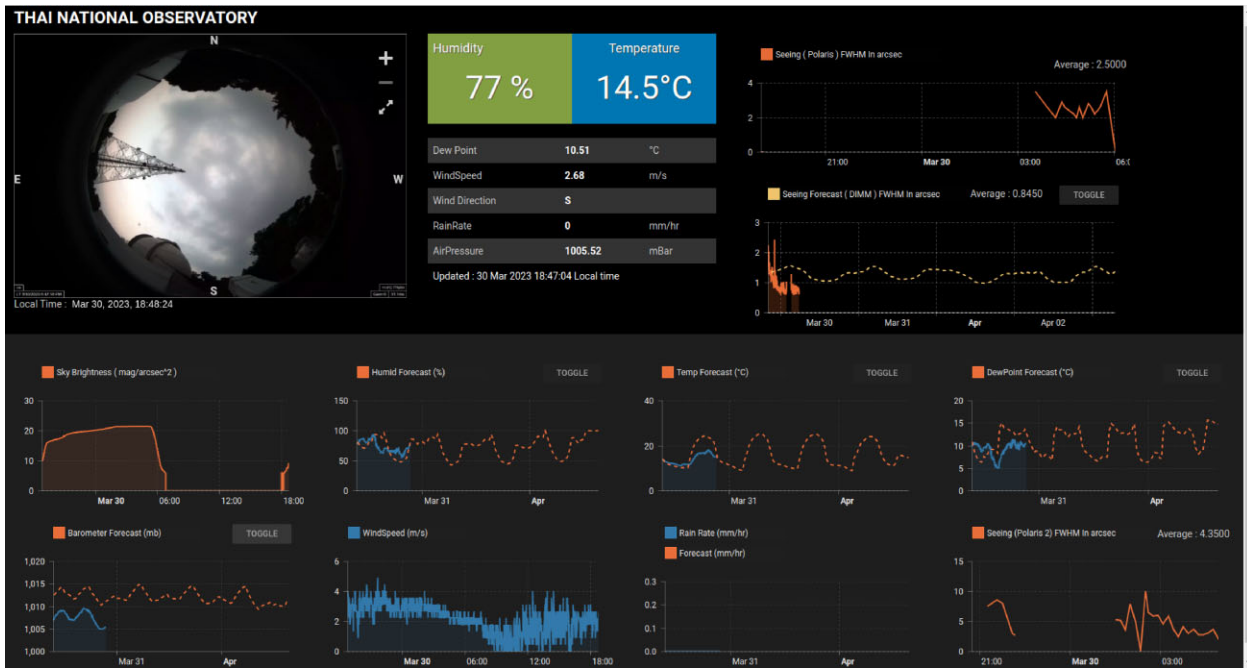 THAI NATIONAL OBSERVATORY
N
E
W
S
Local Time : Mar 30, 2023, 18:48:24
Humidity
77 %
Temperature
14.5°C
Dew Point 10.51 °C
WindSpeed 2.68 m/s
Wind Direction S
RainRate 0 mm/hr
AirPressure 1005.52 mBar
Updated : 30 Mar 2023 18:47:04 Local time
Seeing ( Polaris ) FWHM In arcsec
Average : 2.5000
4
2
0
21:00 Mar 30 03:00 06:
Seeing Forecast ( DIMM ) FWHM In arcsec Average : 0.8450 TOGGLE
3
2
1
0
Mar 30 Mar 31 Apr Apr 02
Sky Brightness ( mag/arcsec^2 )
30
20
10
0
Mar 30 06:00 12:00 18:00
Humid Forecast (%) TOGGLE
150
100
50
0
Mar 31 Apr
Temp Forecast (°C) TOGGLE
40
20
0
Mar 31 Apr
DewPoint Forecast (°C) TOGGLE
20
15
10
5
0
Mar 31 Apr
Barometer Forecast (mb) TOGGLE
1,020
1,015
1,010
1,005
1,000
Mar 31 Apr
WindSpeed (m/s)
6
4
2
0
Mar 30 06:00 12:00 18:00
Rain Rate (mm/hr)
Forecast (mm/hr)
0.3
0.2
0.1
0.0
Mar 31 Apr
Seeing (Polaris 2) FWHM In arcsec Average : 4.3500
15
10
5
0
21:00 Mar 30 03:00